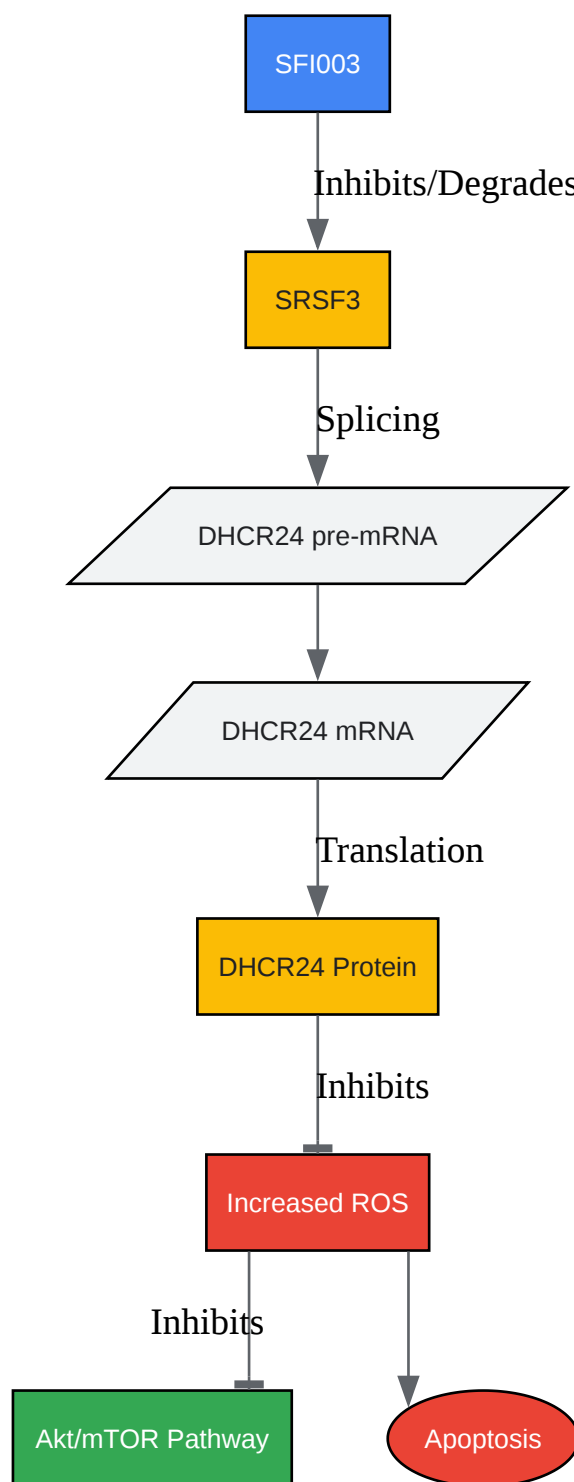 SFI003
Inhibits/Degrades
SRSF3
Splicing
DHCR24 pre-mRNA
DHCR24 mRNA
Translation
DHCR24 Protein
Inhibits
Increased ROS
Inhibits
Akt/mTOR Pathway
Apoptosis